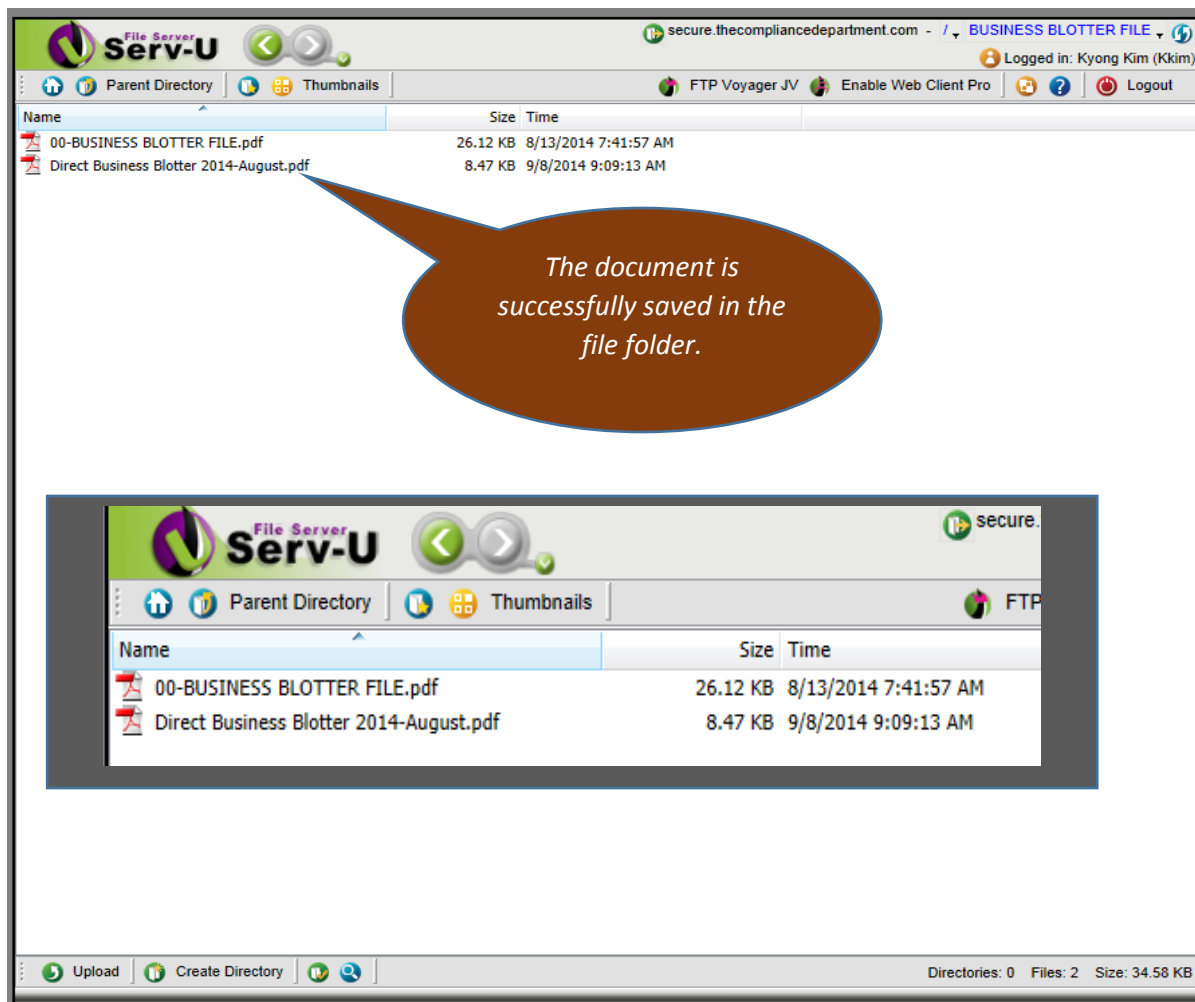 File Server
Serv-U
secure.thecompliancedepartment.com - / BUSINESS BLOTTER FILE
Logged in: Kyong Kim (Kkim)
Parent Directory Thumbnails FTP Voyager JV Enable Web Client Pro Logout
Name Size Time
00-BUSINESS BLOTTER FILE.pdf 26.12 KB 8/13/2014 7:41:57 AM
Direct Business Blotter 2014-August.pdf 8.47 KB 9/8/2014 9:09:13 AM
The document is
successfully saved in the
file folder.
File Server
Serv-U
secure.
Parent Directory Thumbnails FTP
Name Size Time
00-BUSINESS BLOTTER FILE.pdf 26.12 KB 8/13/2014 7:41:57 AM
Direct Business Blotter 2014-August.pdf 8.47 KB 9/8/2014 9:09:13 AM
Upload Create Directory Directories: 0 Files: 2 Size: 34.58 KB